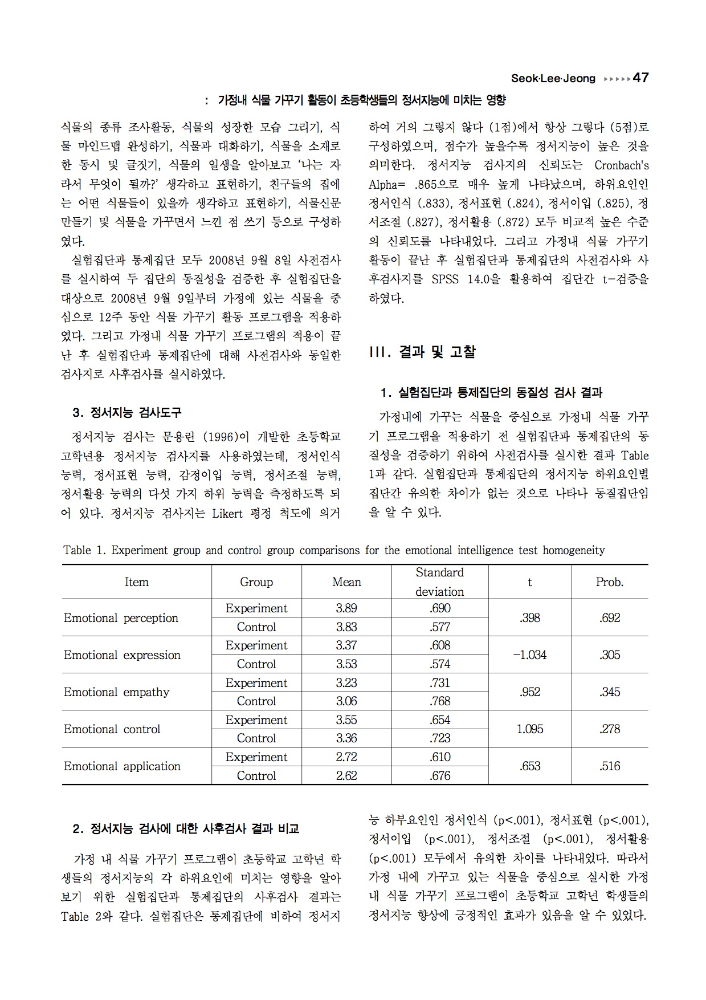 Seok·Lee·Jeong ▸▸▸▸▸47
: 가정내 식물 가꾸기 활동이 초등학생들의 정서지능에 미치는 영향
식물의 종류 조사활동, 식물의 성장한 모습 그리기, 식
물 마인드맵 완성하기, 식물과 대화하기, 식물을 소재로
한 동시 및 글짓기, 식물의 일생을 알아보고 ‘나는 자
라서 무엇이 될까?’ 생각하고 표현하기, 친구들의 집에
는 어떤 식물들이 있을까 생각하고 표현하기, 식물신문
만들기 및 식물을 가꾸면서 느낀 점 쓰기 등으로 구성하
였다.
실험집단과 통제집단 모두 2008년 9월 8일 사전검사
를 실시하여 두 집단의 동질성을 검증한 후 실험집단을
대상으로 2008년 9월 9일부터 가정에 있는 식물을 중
심으로 12주 동안 식물 가꾸기 활동 프로그램을 적용하
였다. 그리고 가정내 식물 가꾸기 프로그램의 적용이 끝
난 후 실험집단과 통제집단에 대해 사전검사와 동일한
검사지로 사후검사를 실시하였다.
3. 정서지능 검사도구
정서지능 검사는 문용린 (1996)이 개발한 초등학교
고학년용 정서지능 검사지를 사용하였는데, 정서인식
능력, 정서표현 능력, 감정이입 능력, 정서조절 능력,
정서활용 능력의 다섯 가지 하위 능력을 측정하도록 되
어 있다. 정서지능 검사지는 Likert 평정 척도에 의거
하여 거의 그렇지 않다 (1점)에서 항상 그렇다 (5점)로
구성하였으며, 점수가 높을수록 정서지능이 높은 것을
의미한다. 정서지능 검사지의 신뢰도는 Cronbach's
Alpha= .865으로 매우 높게 나타났으며, 하위요인인
정서인식 (.833), 정서표현 (.824), 정서이입 (.825), 정
서조절 (.827), 정서활용 (.872) 모두 비교적 높은 수준
의 신뢰도를 나타내었다. 그리고 가정내 식물 가꾸기
활동이 끝난 후 실험집단과 통제집단의 사전검사와 사
후검사지를 SPSS 14.0을 활용하여 집단간 t-검증을
하였다.
III. 결과 및 고찰
1. 실험집단과 통제집단의 동질성 검사 결과
가정내에 가꾸는 식물을 중심으로 가정내 식물 가꾸
기 프로그램을 적용하기 전 실험집단과 통제집단의 동
질성을 검증하기 위하여 사전검사를 실시한 결과 Table
1과 같다. 실험집단과 통제집단의 정서지능 하위요인별
집단간 유의한 차이가 없는 것으로 나타나 동질집단임
을 알 수 있다.
Table 1. Experiment group and control group comparisons for the emotional intelligence test homogeneity
Item Group Mean Standard deviation t Prob.
Emotional perception Experiment 3.89 .690 .398 .692
Control 3.83 .577
Emotional expression Experiment 3.37 .608 -1.034 .305
Control 3.53 .574
Emotional empathy Experiment 3.23 .731 .952 .345
Control 3.06 .768
Emotional control Experiment 3.55 .654 1.095 .278
Control 3.36 .723
Emotional application Experiment 2.72 .610 .653 .516
Control 2.62 .676
2. 정서지능 검사에 대한 사후검사 결과 비교
가정 내 식물 가꾸기 프로그램이 초등학교 고학년 학
생들의 정서지능의 각 하위요인에 미치는 영향을 알아
보기 위한 실험집단과 통제집단의 사후검사 결과는
Table 2와 같다. 실험집단은 통제집단에 비하여 정서지
능 하부요인인 정서인식 (p<.001), 정서표현 (p<.001),
정서이입 (p<.001), 정서조절 (p<.001), 정서활용
(p<.001) 모두에서 유의한 차이를 나타내었다. 따라서
가정 내에 가꾸고 있는 식물을 중심으로 실시한 가정
내 식물 가꾸기 프로그램이 초등학교 고학년 학생들의
정서지능 향상에 긍정적인 효과가 있음을 알 수 있었다.